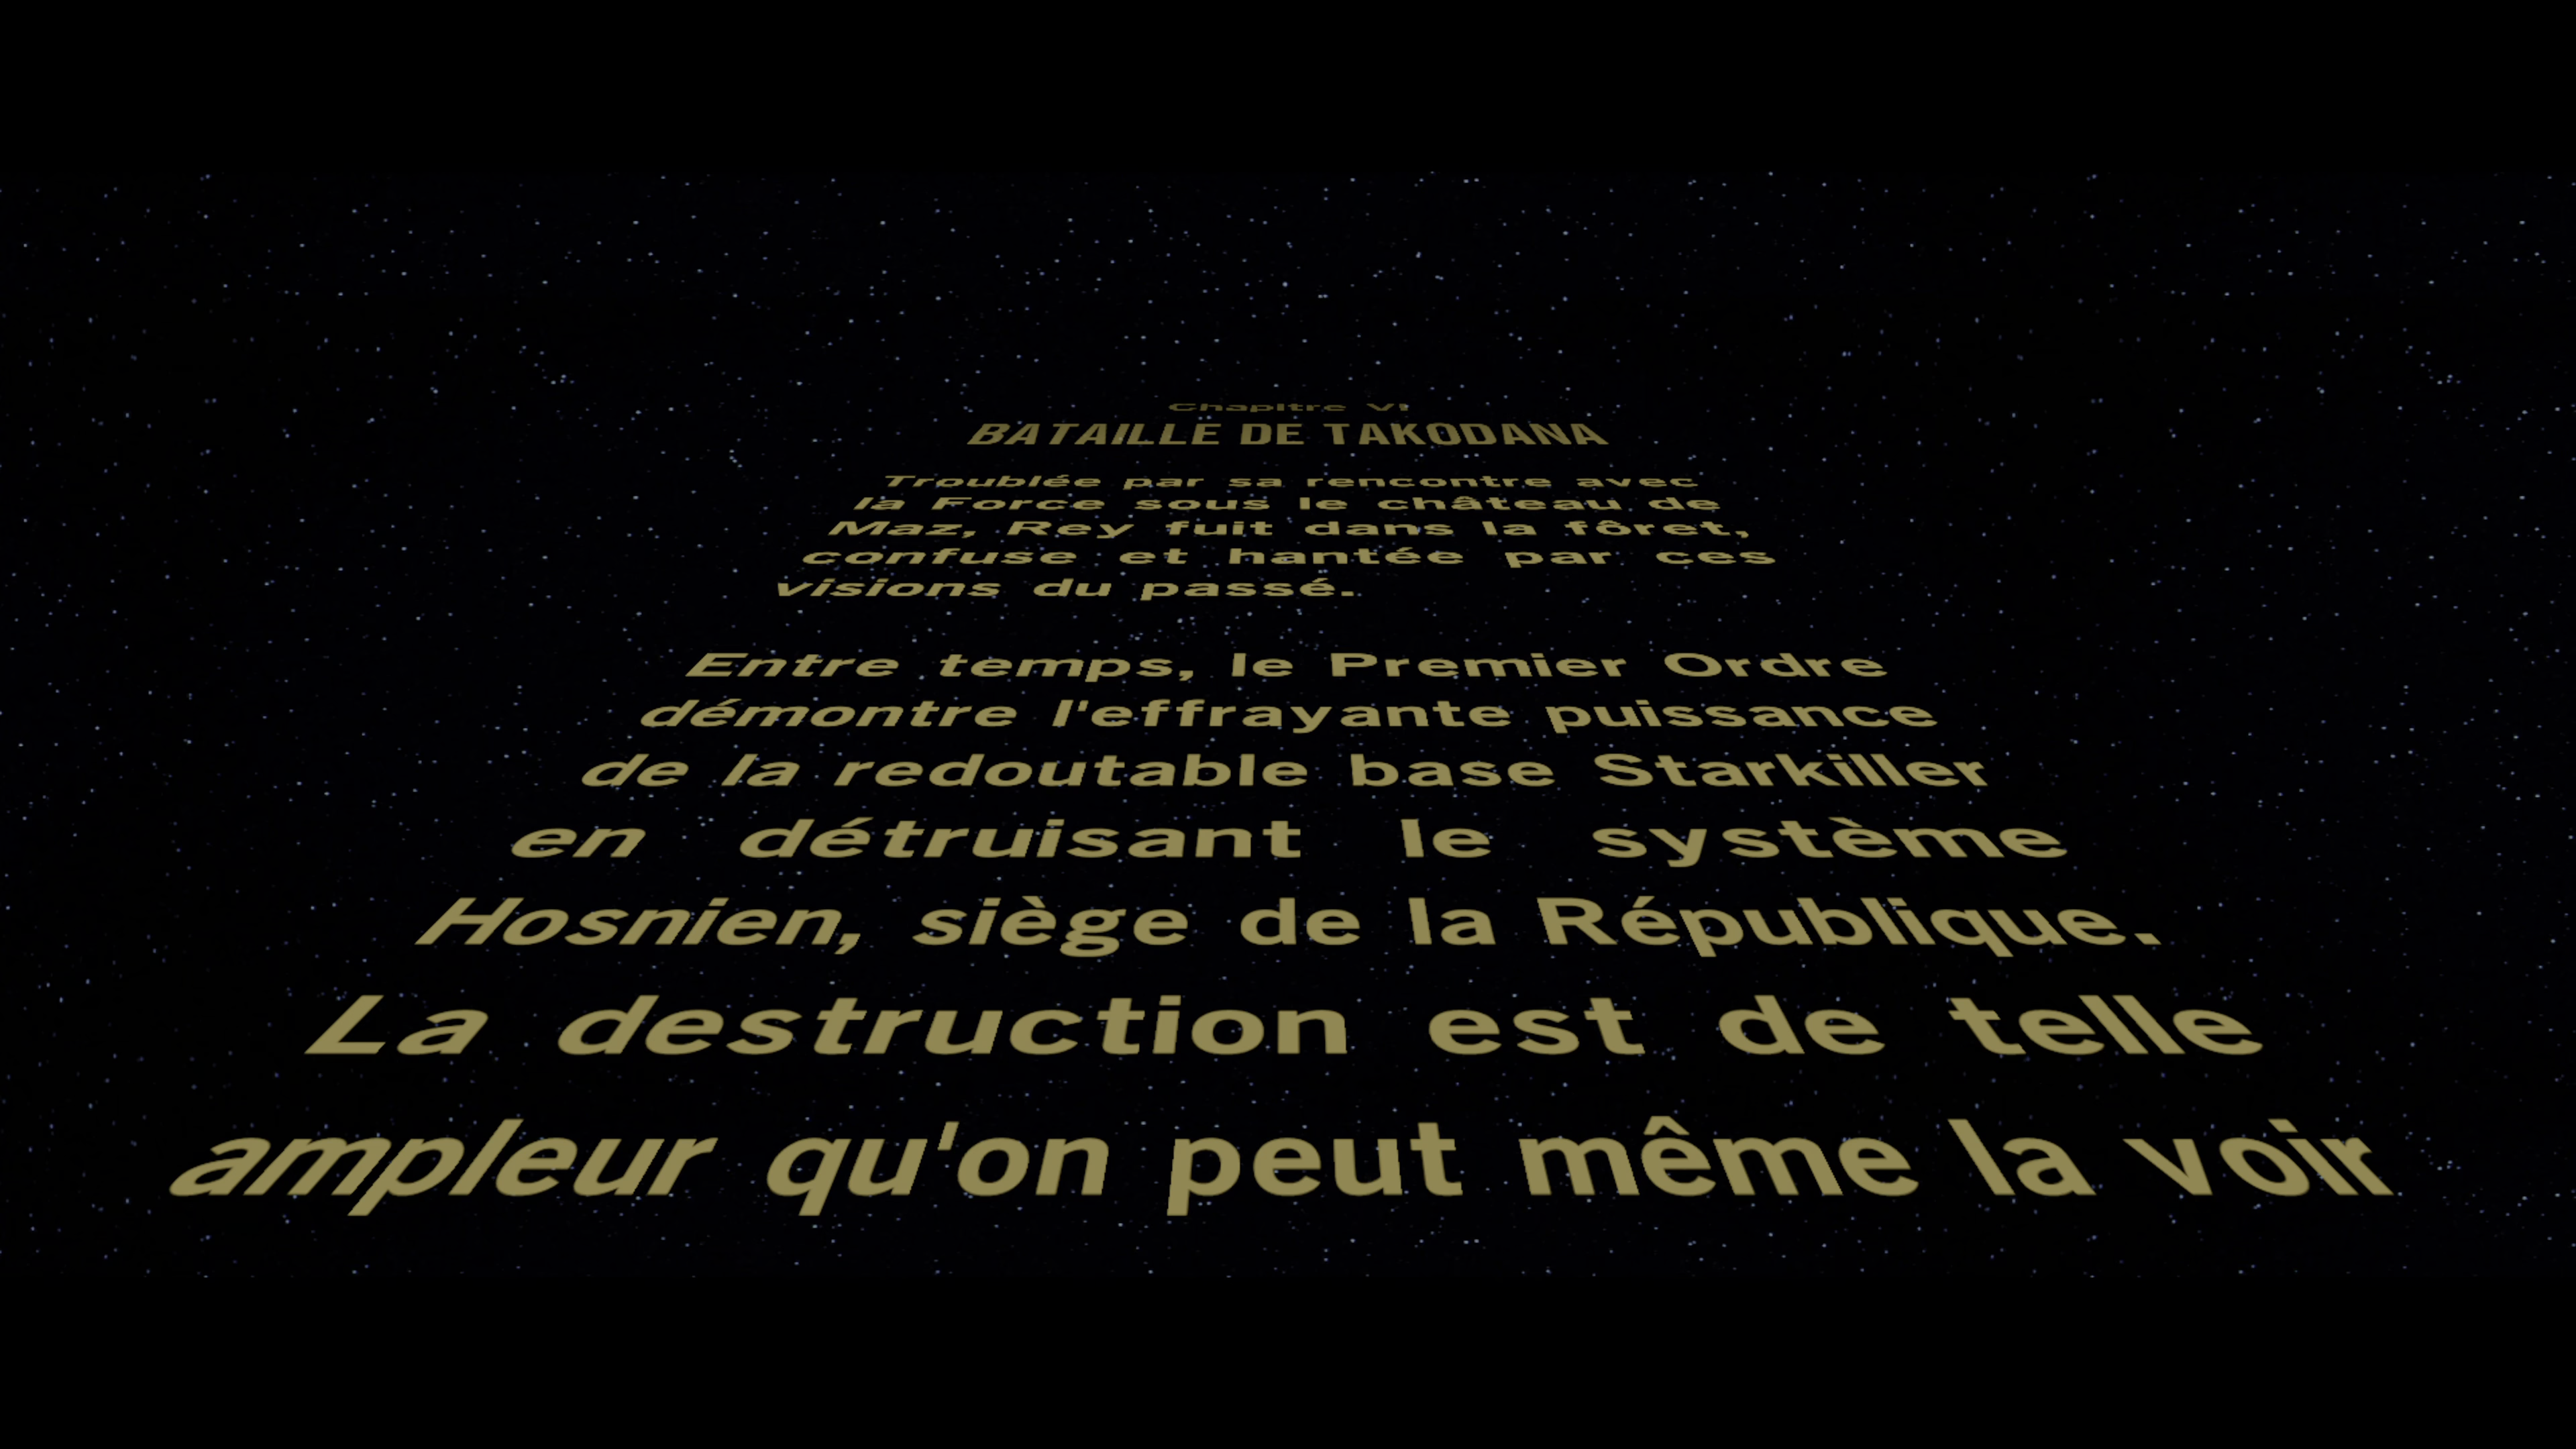 Chapitre VI
BATAILLE DE TAKODANA
Troublée par sa rencontre avec
la Force sous le château de
Maz, Rey fuit dans la fôret,
confuse et hantée par ces
visions du passé.
Entre temps, le Premier Ordre
démontre l'effrayante puissance
de la redoutable base Starkiller
en détruisant le système
Hosnien, siège de la République.
La destruction est de telle
ampleur qu'on peut même la voir